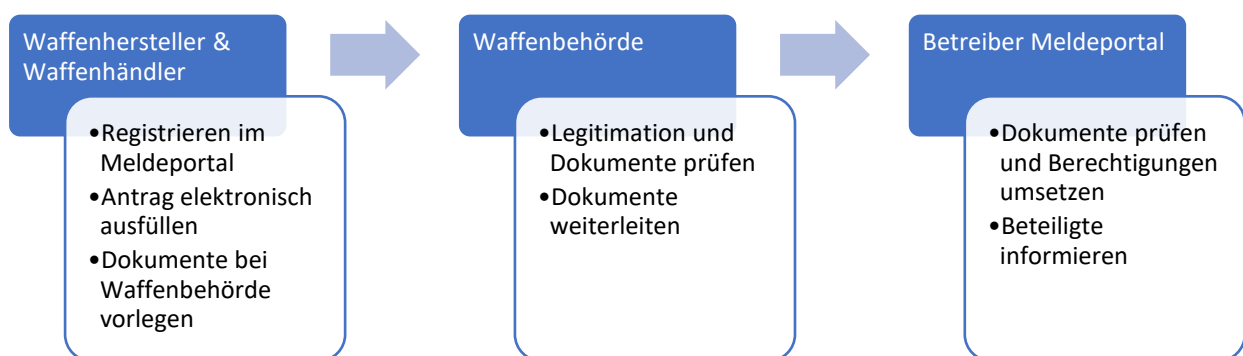 Waffenhersteller &
Waffenhändler
•Registrieren im
Meldeportal
•Antrag elektronisch
ausfüllen
•Dokumente bei
Waffenbehörde
vorlegen
Waffenbehörde
•Legitimation und
Dokumente prüfen
•Dokumente
weiterleiten
Betreiber Meldeportal
•Dokumente prüfen
und Berechtigungen
umsetzen
•Beteiligte
informieren